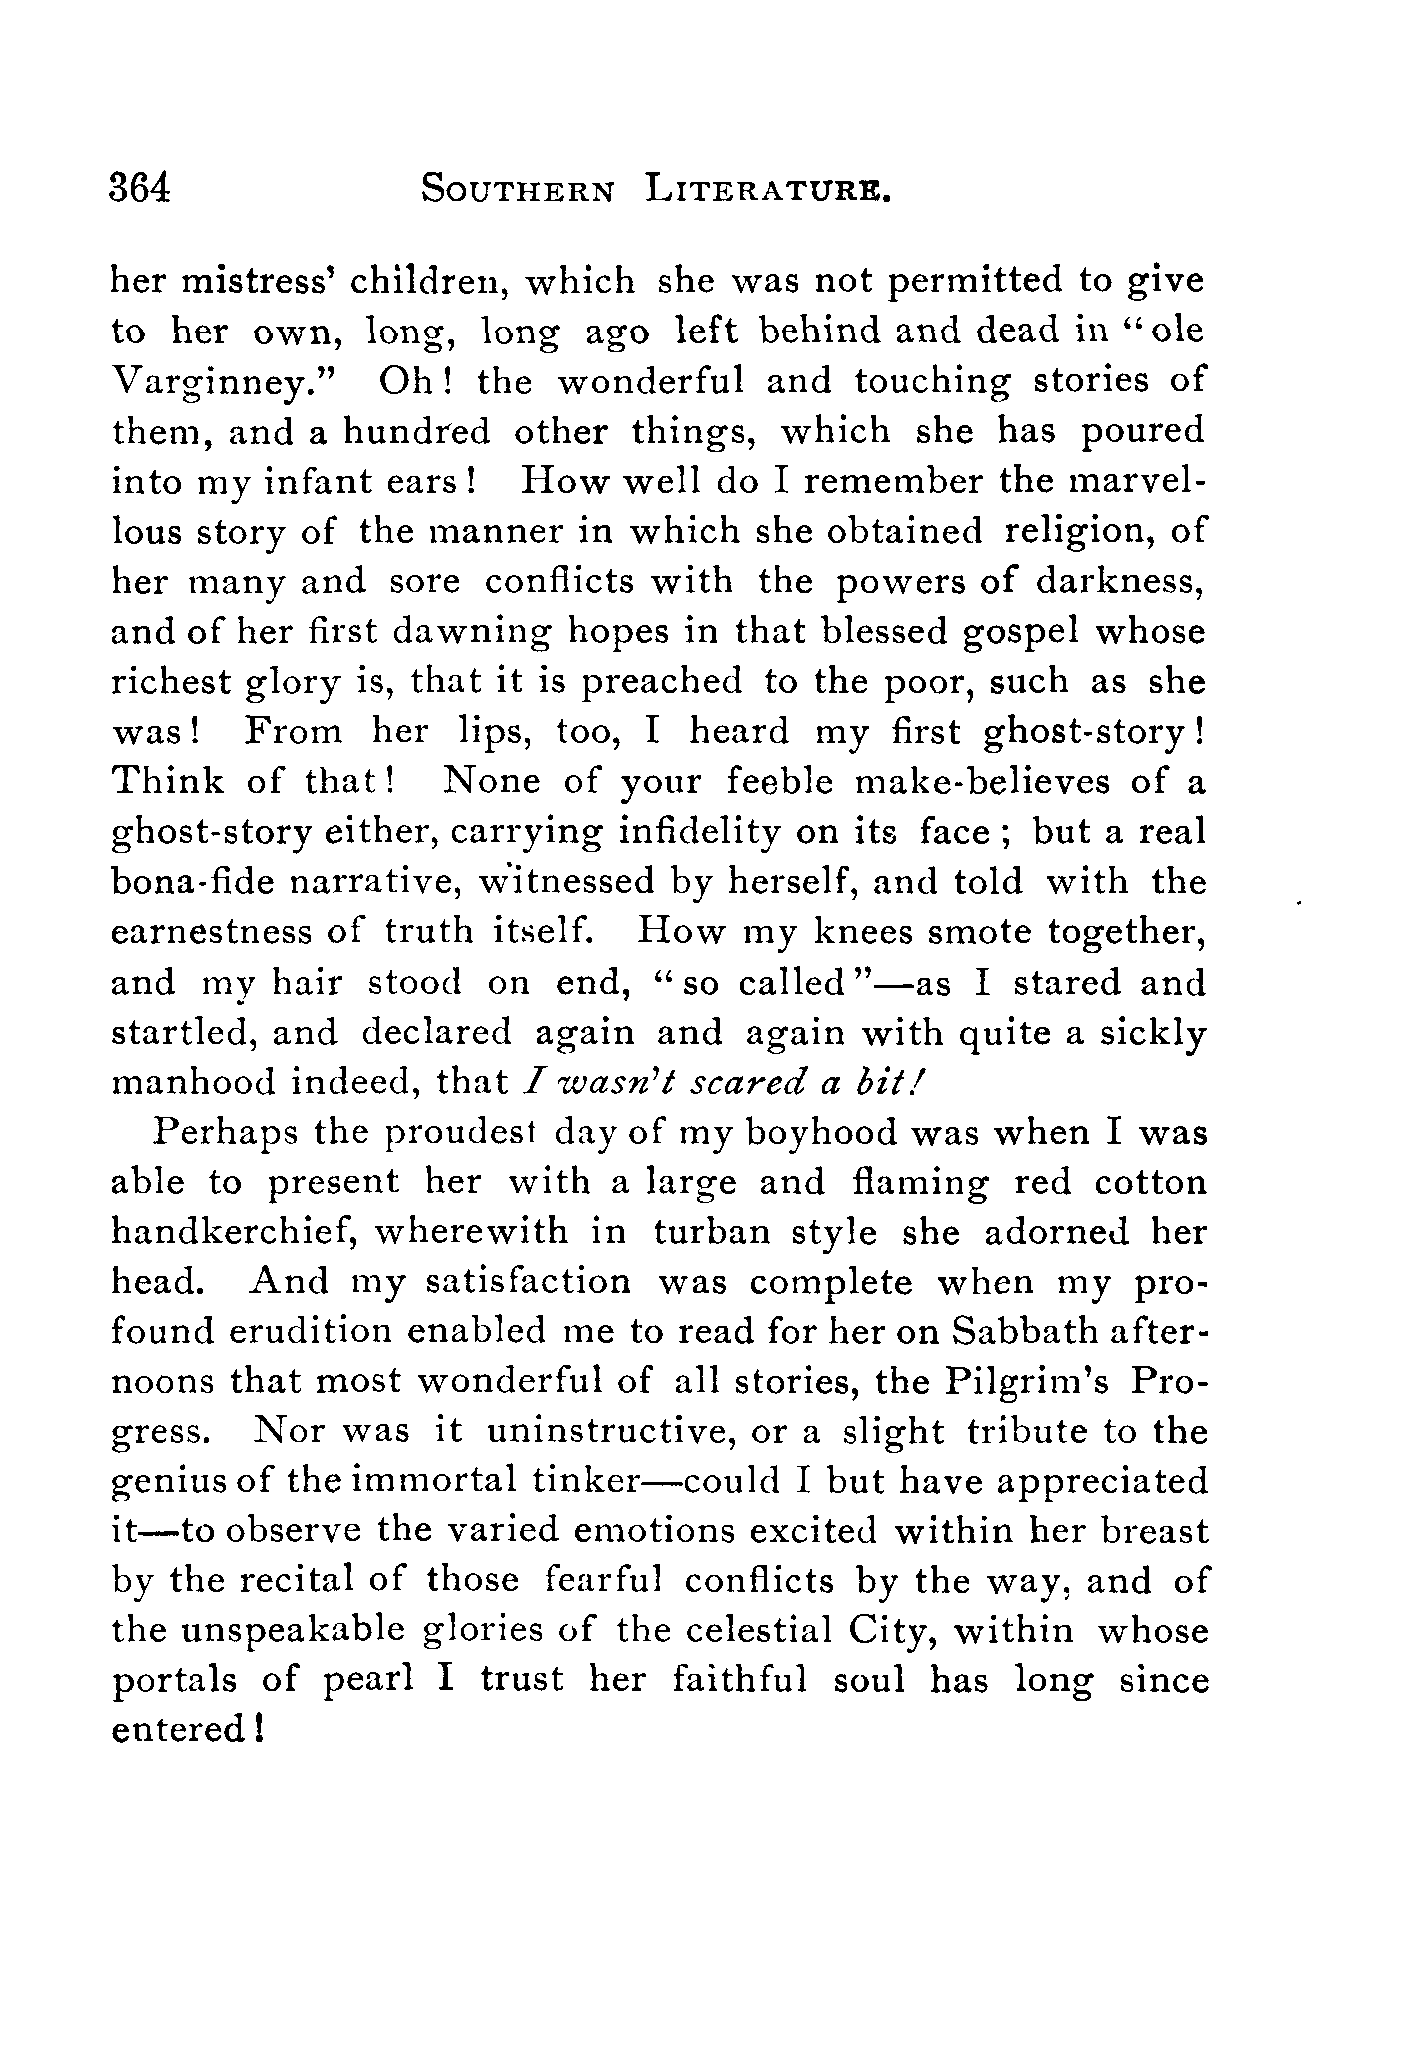 364 SOUTHERN LITERATURE.
her mistress' children, which she was not permitted to give
to her own, long, long ago left behind and dead in "ole
Varginney." Oh! the wonderful and touching stories of
them, and a hundred other things, which she has poured
into my infant ears! How well do I remember the marvel-
lous story of the manner in which she obtained religion, of
her many and sore conflicts with the powers of darkness,
and of her first dawning hopes in that blessed gospel whose
richest glory is, that it is preached to the poor, such as she
was! From her lips, too, I heard my first ghost-story!
Think of that! None of your feeble make-believes of a
ghost-story either, carrying infidelity on its face; but a real
bona-fide narrative, witnessed by herself, and told with the
earnestness of truth itself. How my knees smote together,
and my hair stood on end, "so called"—as I stared and
startled, and declared again and again with quite a sickly
manhood indeed, that I wasn't scared a bit!
Perhaps the proudest day of my boyhood was when I was
able to present her with a large and flaming red cotton
handkerchief, wherewith in turban style she adorned her
head. And my satisfaction was complete when my pro-
found erudition enabled me to read for her on Sabbath after-
noons that most wonderful of all stories, the Pilgrim's Pro-
gress. Nor was it uninstructive, or a slight tribute to the
genius of the immortal tinker—could I but have appreciated
it—to observe the varied emotions excited within her breast
by the recital of those fearful conflicts by the way, and of
the unspeakable glories of the celestial City, within whose
portals of pearl I trust her faithful soul has long since
entered!